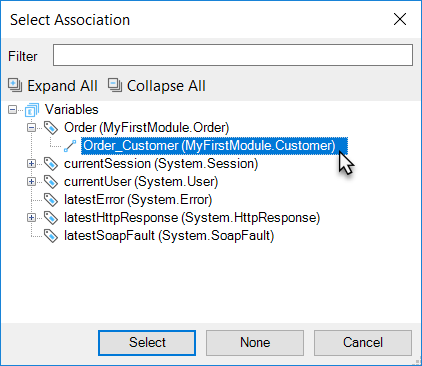 Select Association
Filter
Expand All Collapse All
Variables
Order (MyFirstModule.Order)
Order_Customer (MyFirstModule.Customer)
currentSession (System.Session)
currentUser (System.User)
latestError (System.Error)
latestHttpResponse (System.HttpResponse)
latestSoapFault (System.SoapFault)
Select None Cancel